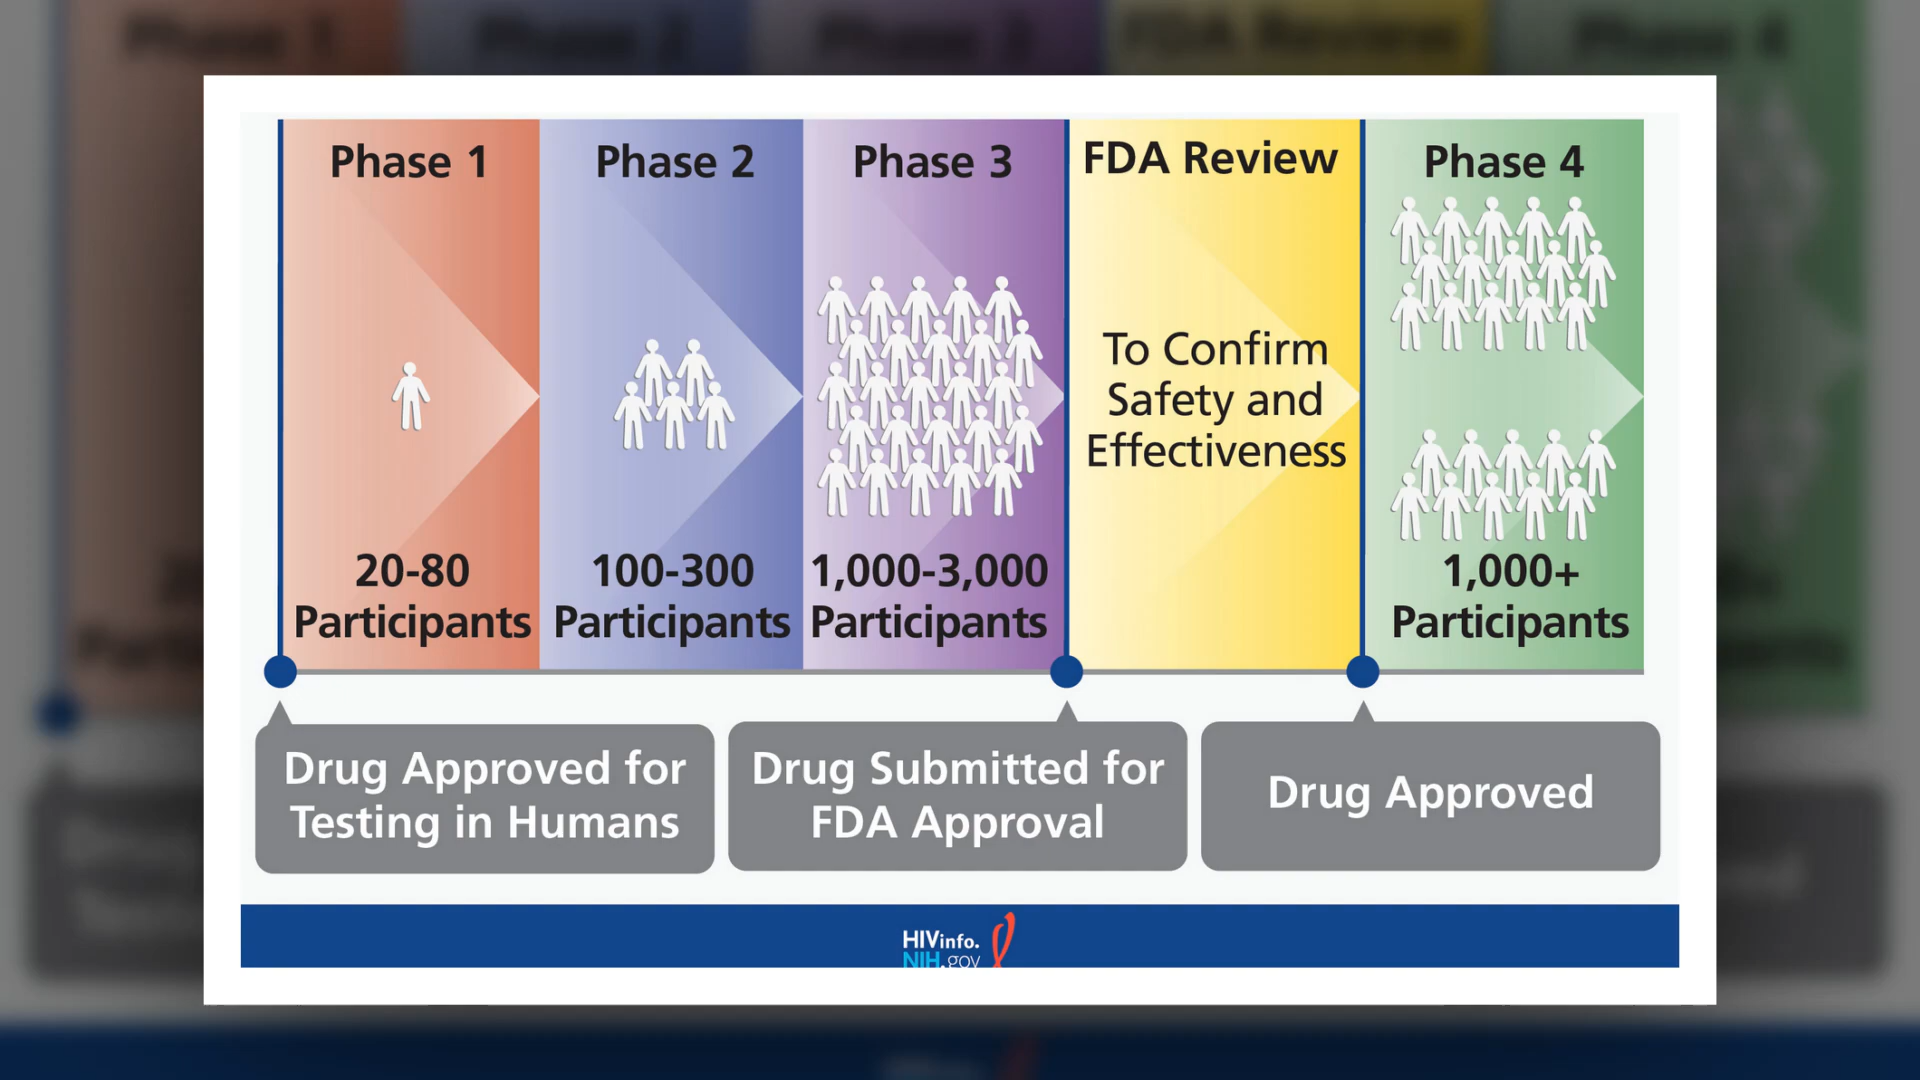 Phase 1
Phase 2
Phase 3
FDA Review
Phase 4
To Confirm
Safety and
Effectiveness
20-80
Participants
100-300
Participants
1,000-3,000
Participants
1,000+
Participants
Drug Approved for
Testing in Humans
Drug Submitted for
FDA Approval
Drug Approved
HIVinfo.
NIH.gov